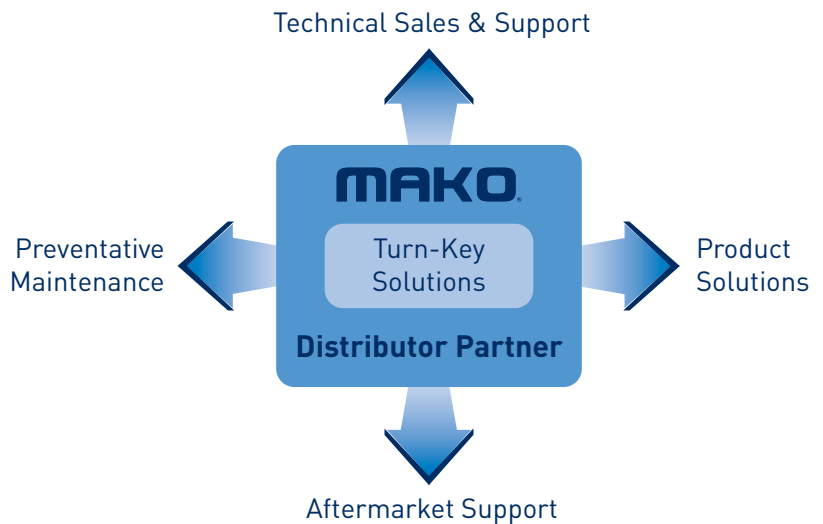 Technical Sales & Support
MAKO.
Turn-Key
Solutions
Distributor Partner
Preventative
Maintenance
Product
Solutions
Aftermarket Support